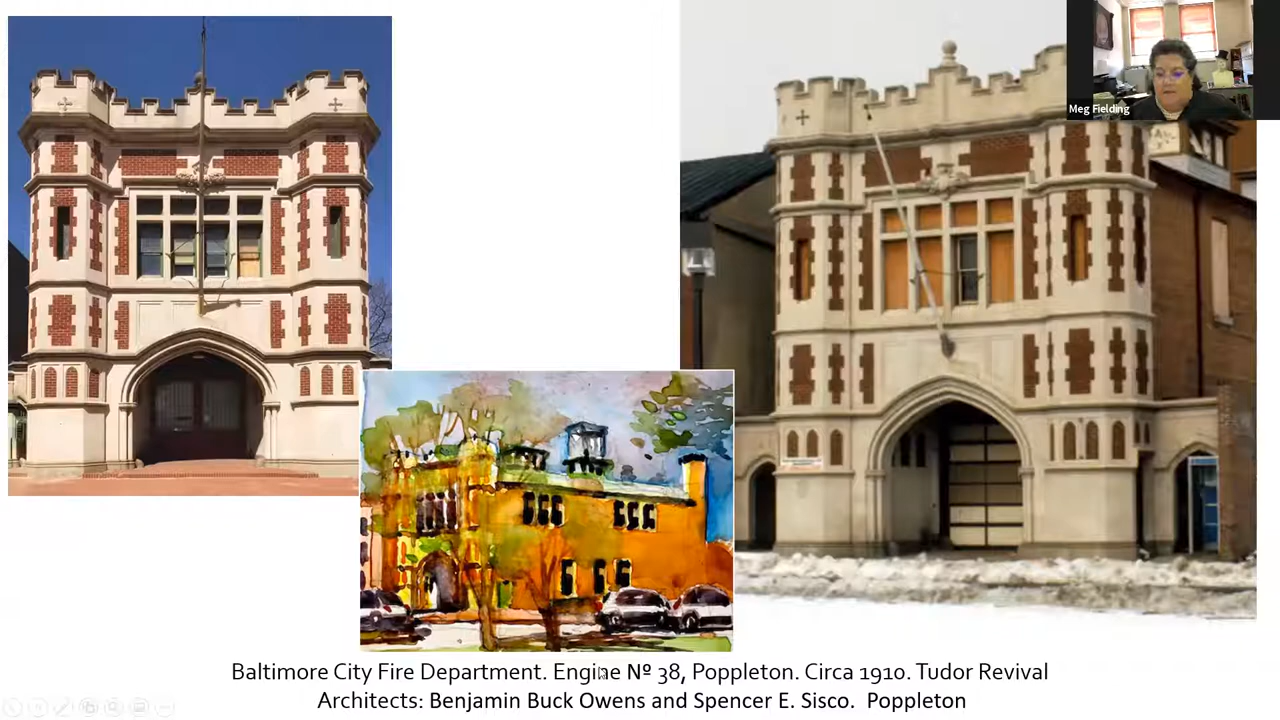 Meg Fielding
Baltimore City Fire Department. Engine Nº 38, Poppleton. Circa 1910. Tudor Revival
Architects: Benjamin Buck Owens and Spencer E. Sisco.  Poppleton